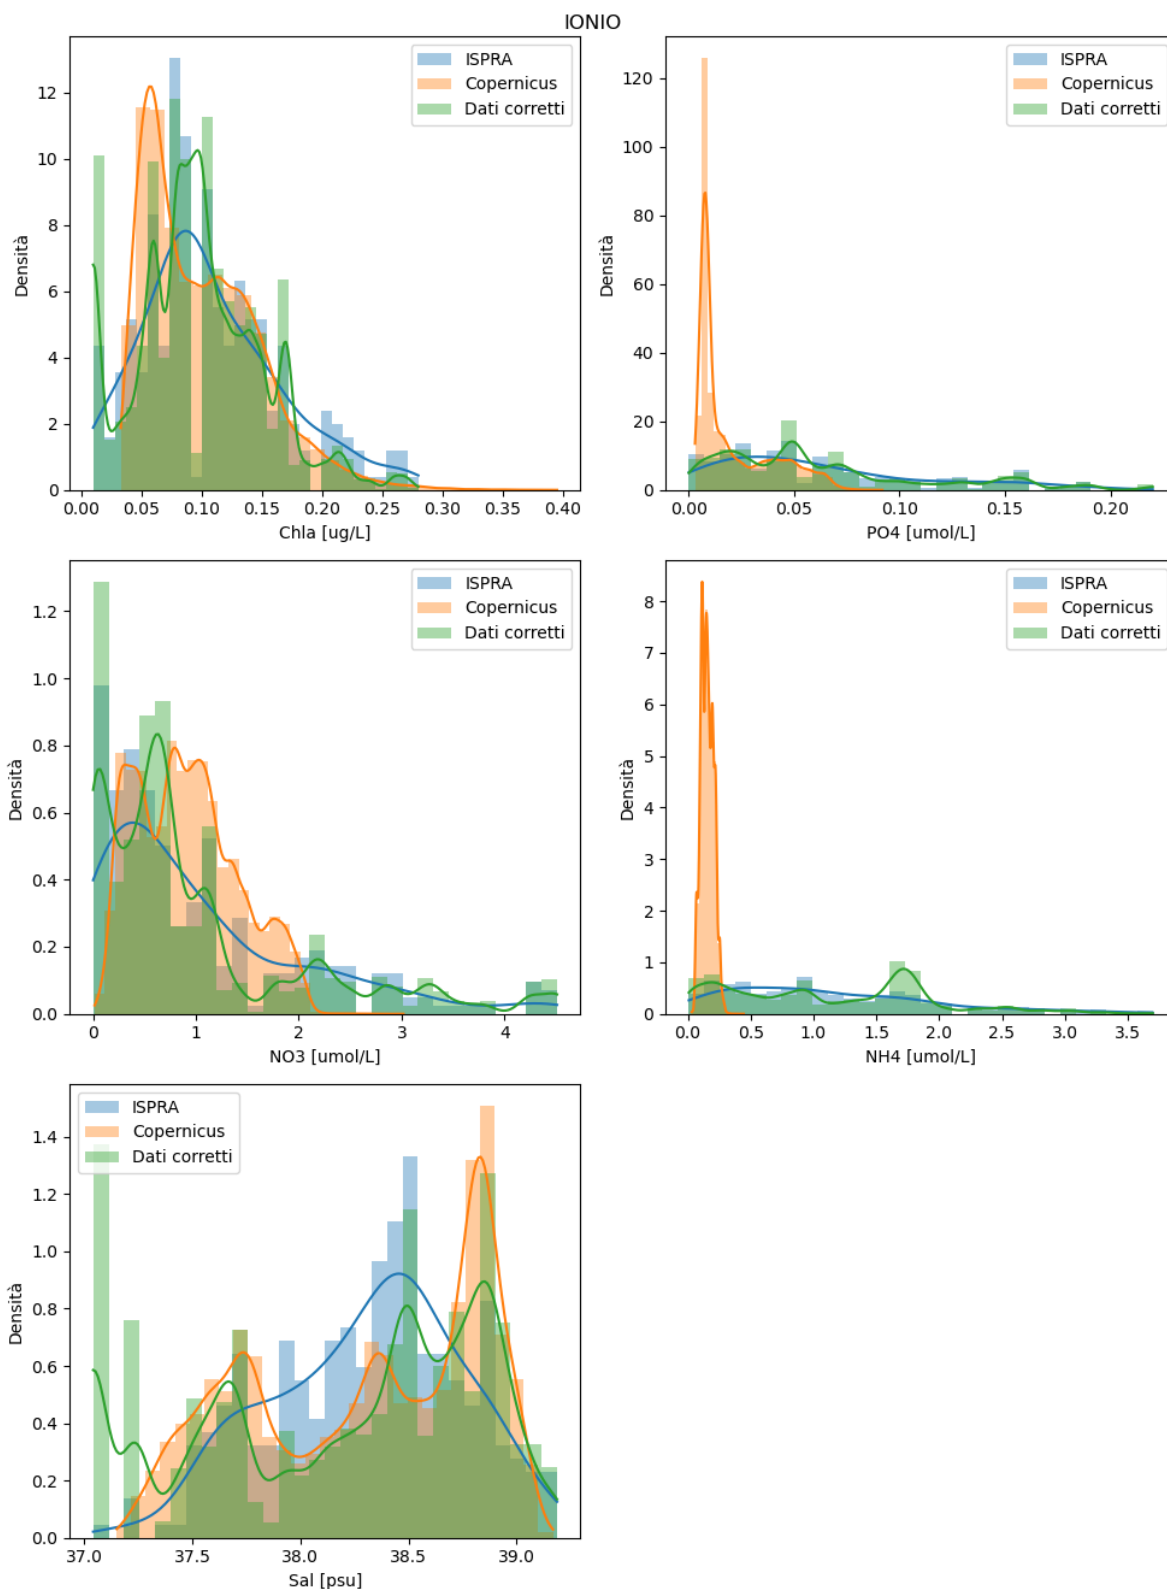 IONIO
ISPRA
Copernicus
Dati corretti
12
10
8
6
4
2
0
Densità
0.00 0.05 0.10 0.15 0.20 0.25 0.30 0.35 0.40
Chla [ug/L]
ISPRA
Copernicus
Dati corretti
120
100
80
60
40
20
0
Densità
0.00 0.05 0.10 0.15 0.20
PO4 [umol/L]
ISPRA
Copernicus
Dati corretti
1.2
1.0
0.8
0.6
0.4
0.2
0.0
Densità
0 1 2 3 4
NO3 [umol/L]
ISPRA
Copernicus
Dati corretti
8
7
6
5
4
3
2
1
0
Densità
0.0 0.5 1.0 1.5 2.0 2.5 3.0 3.5
NH4 [umol/L]
ISPRA
Copernicus
Dati corretti
1.4
1.2
1.0
0.8
0.6
0.4
0.2
0.0
Densità
37.0 37.5 38.0 38.5 39.0
Sal [psu]